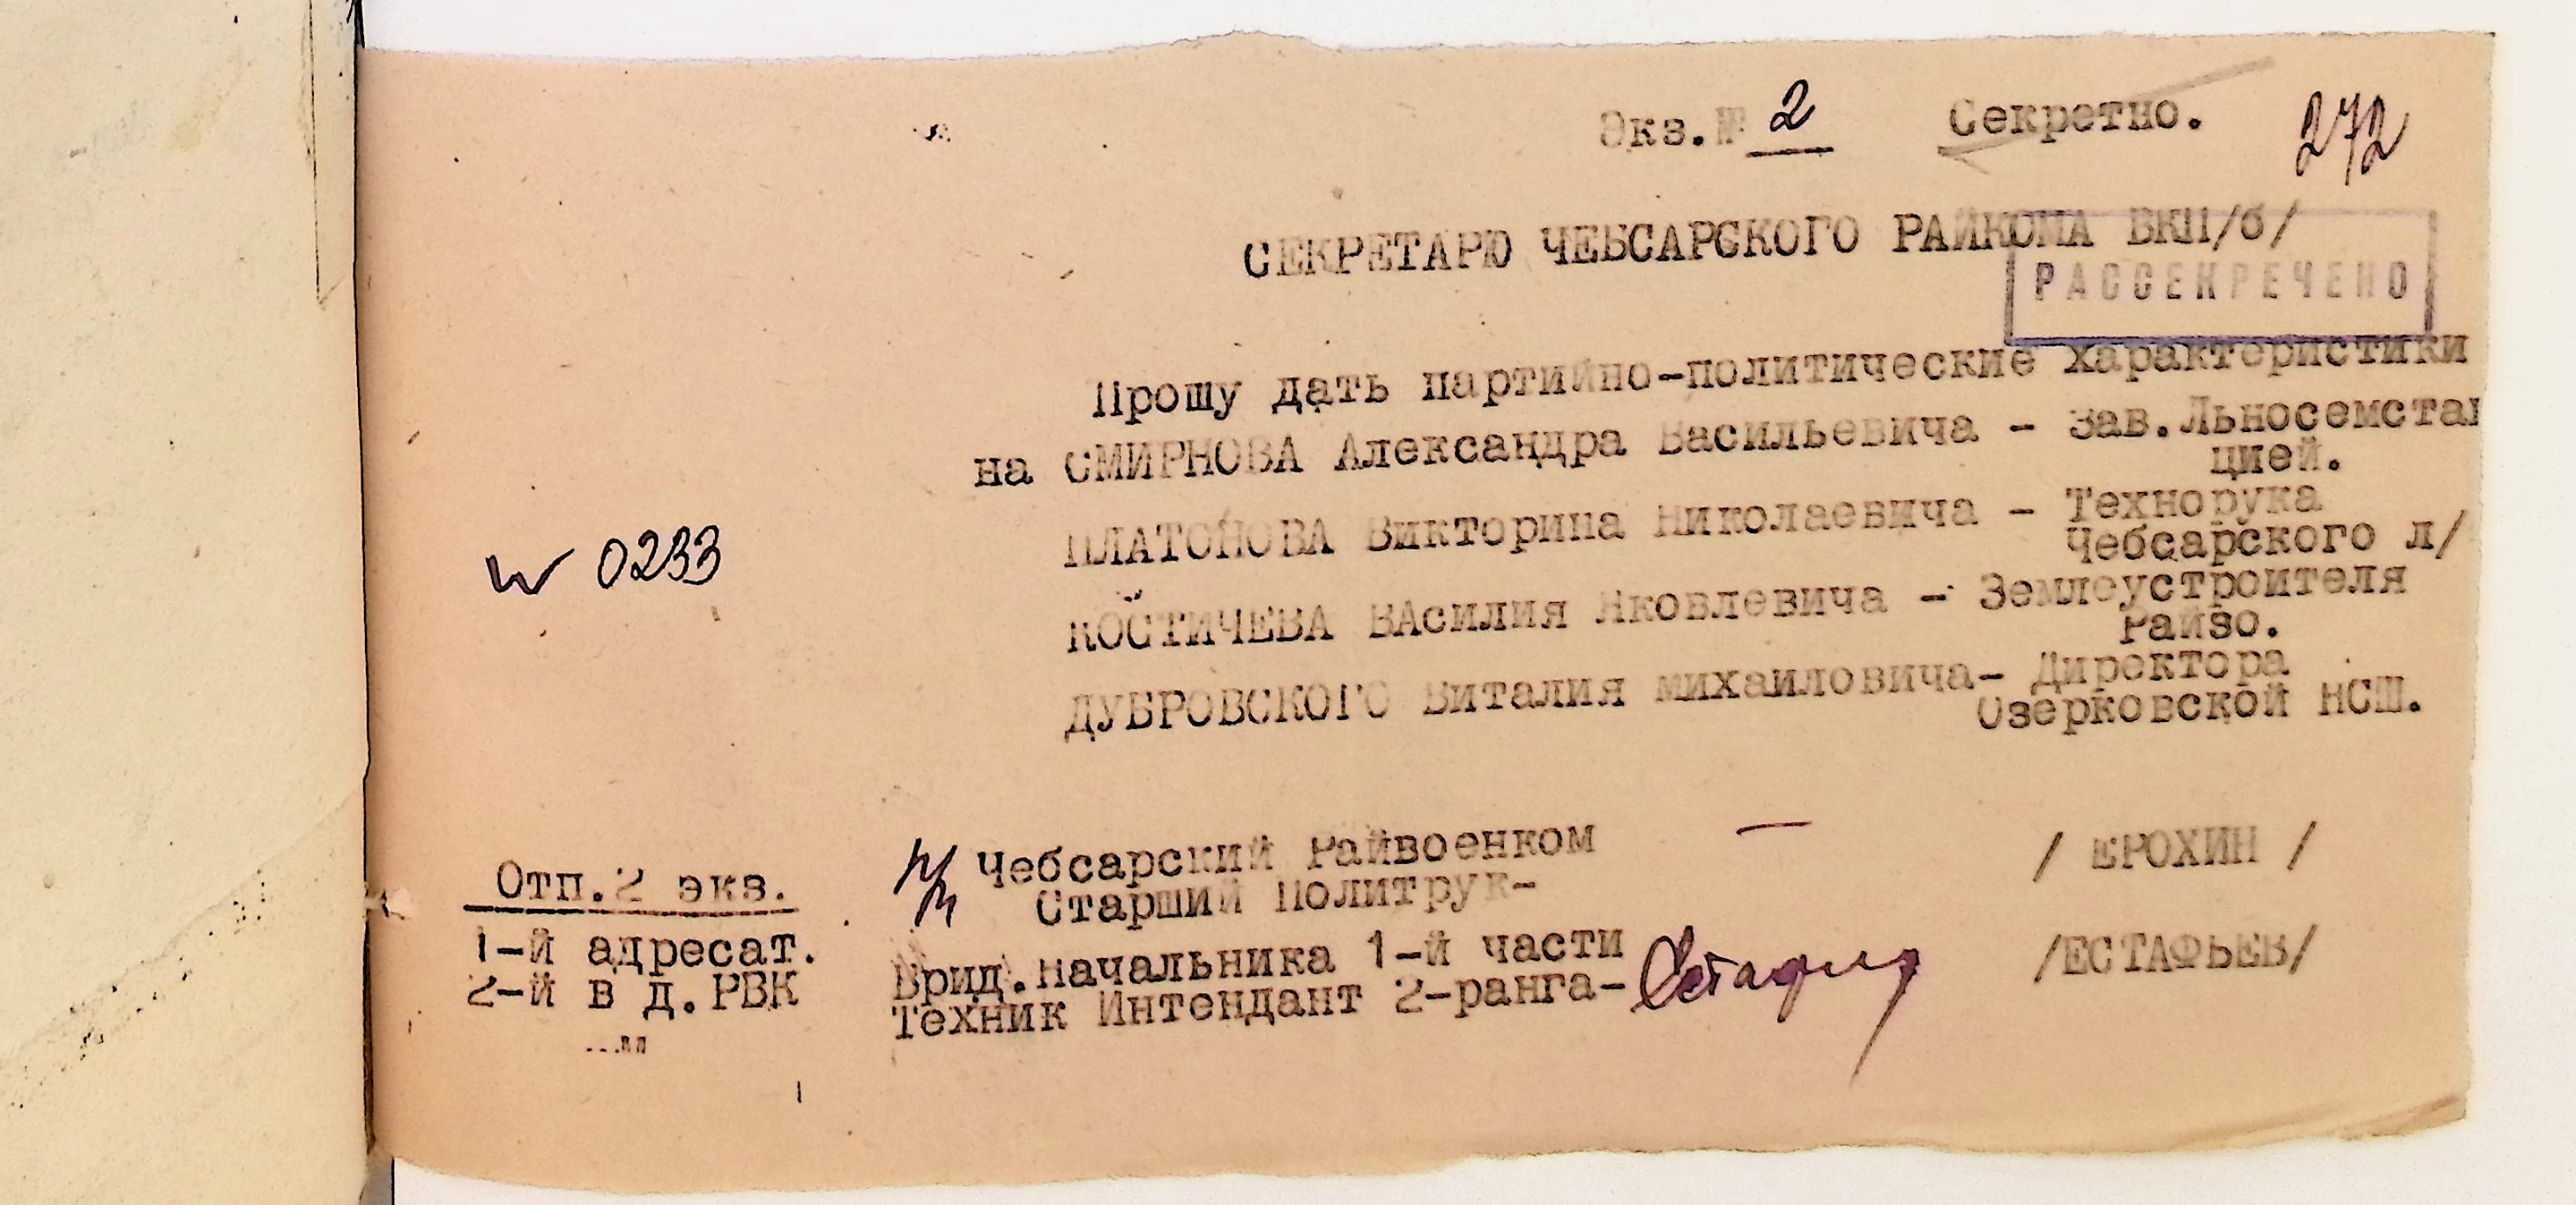 Экз.№ 2 Секретно. 272
СЕКРЕТАРЮ ЧЕБСАРСКОГО РАЙКОМА ВКП/б/
РАССЕКРЕЧЕНО
Прошу дать партийно-политические характеристики
на СМИРНОВА Александра Васильевича - Зав.Льносемстан
цией.
ПЛАТОНОВА Викторина Николаевича - Технорука
Чебсарского л/
№ 0233
КОСТИЧЕВА ВАсилия Яковлевича - Землеустроителя
Райзо.
ДУБРОВСКОГО Виталия михаиловича- Директора
Озерковской НСШ.
п/п Чебсарский Райвоенком / ЕРОХИН /
Старший Политрук-
Отп.2 экз.
1-й адресат.
2-й в д.РВК
Врид.Начальника 1-й части /ЕСТАФЬЕВ/
Техник Интендант 2-ранга-